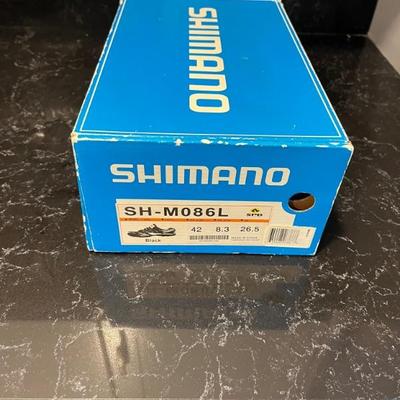 SHIMANO
SHIMANO
SH-M086L
SPD
Black
42 8.3 26.5